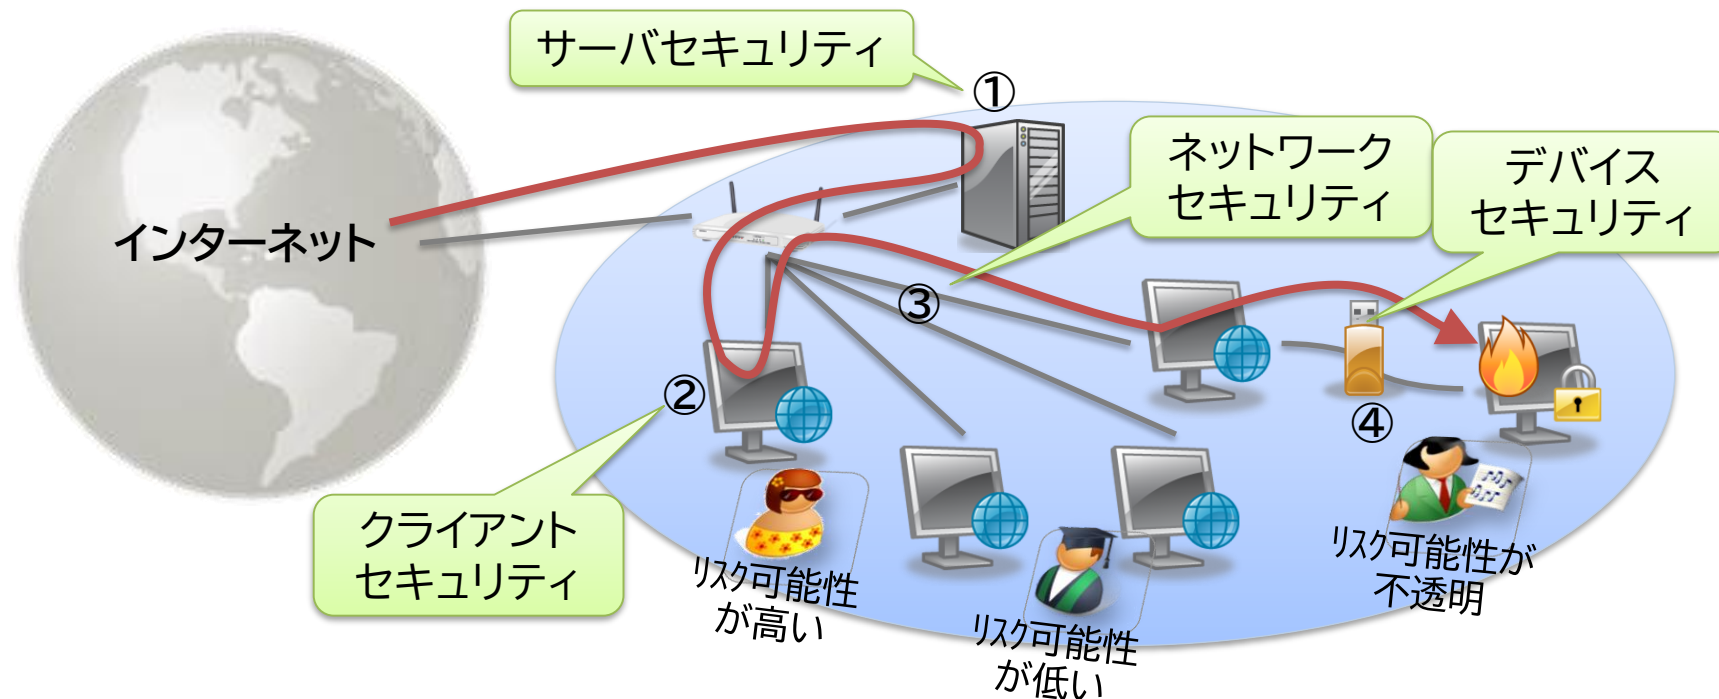 サーバセキュリティ
①
ネットワーク
セキュリティ
デバイス
セキュリティ
インターネット
③
②
④
クライアント
セキュリティ
ﾘｽｸ可能性
が高い
ﾘｽｸ可能性
が低い
ﾘｽｸ可能性が
不透明